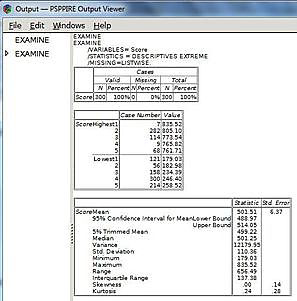 Output — PSPPIRE Output Viewer
File Edit Windows Help
EXAMINE
EXAMINE
EXAMINE
EXAMINE
/VARIABLES= Score
/STATISTICS = DESCRIPTIVES EXTREME
/MISSING=LISTWISE.
Cases
Valid Missing Total
N Percent N Percent N Percent
Score 300 100% 0 0% 300 100%
Case Number Value
Score Highest 1 7 835.52
2 282 805.10
3 114 773.54
4 9 765.82
5 68 761.71
Lowest 1 121 179.03
2 56 182.98
3 158 234.39
4 300 246.40
5 214 258.52
Statistic Std. Error
Score Mean 501.51 6.37
95% Confidence Interval for Mean Lower Bound 488.97
Upper Bound 514.05
5% Trimmed Mean 499.22
Median 501.25
Variance 12179.95
Std. Deviation 110.36
Minimum 179.03
Maximum 835.52
Range 656.49
Interquartile Range 137.38
Skewness .00 .14
Kurtosis .24 .28